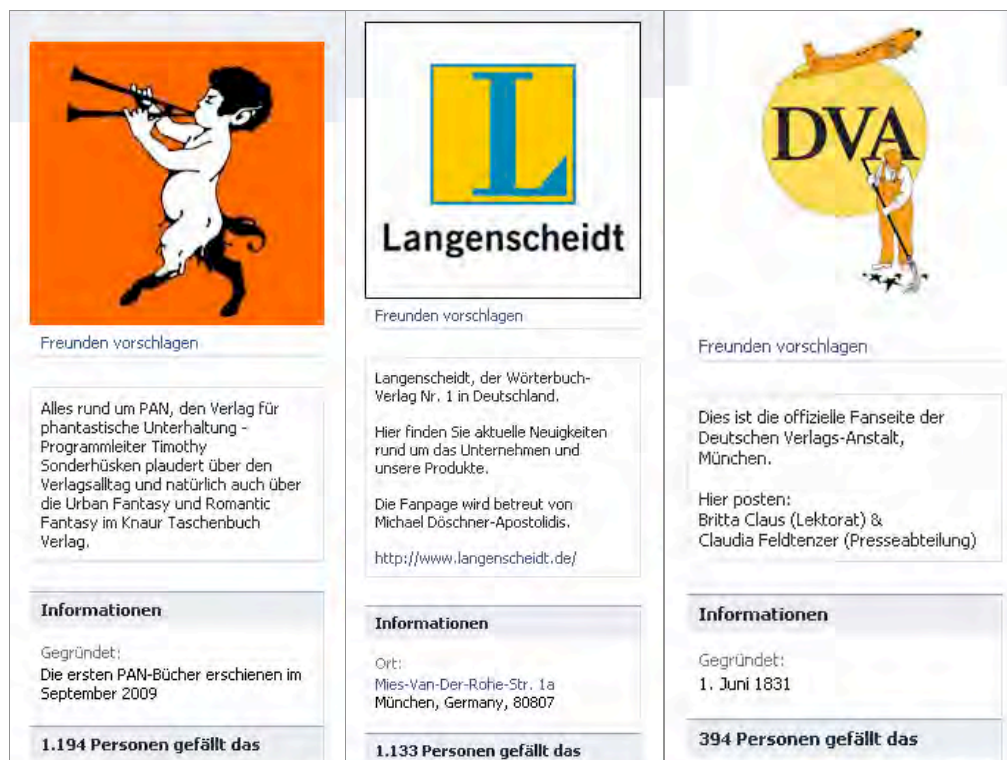 Freunden vorschlagen
Alles rund um PAN, den Verlag für
phantastische Unterhaltung -
Programmleiter Timothy
Sonderhüsken plaudert über den
Verlagsalltag und natürlich auch über
die Urban Fantasy und Romantic
Fantasy im Knaur Taschenbuch
Verlag.
Informationen
Gegründet:
Die ersten PAN-Bücher erschienen im
September 2009
1.194 Personen gefällt das
L
Langenscheidt
Freunden vorschlagen
Langenscheidt, der Wörterbuch-
Verlag Nr. 1 in Deutschland.
Hier finden Sie aktuelle Neuigkeiten
rund um das Unternehmen und
unsere Produkte.
Die Fanpage wird betreut von
Michael Döschner-Apostolidis.
http://www.langenscheidt.de/
Informationen
Ort:
Mies-Van-Der-Rohe-Str. 1a
München, Germany, 80807
1.133 Personen gefällt das
DVA
Freunden vorschlagen
Dies ist die offizielle Fanseite der
Deutschen Verlags-Anstalt,
München.
Hier posten:
Britta Claus (Lektorat) &
Claudia Feldtenzer (Presseabteilung)
Informationen
Gegründet:
1. Juni 1831
394 Personen gefällt das